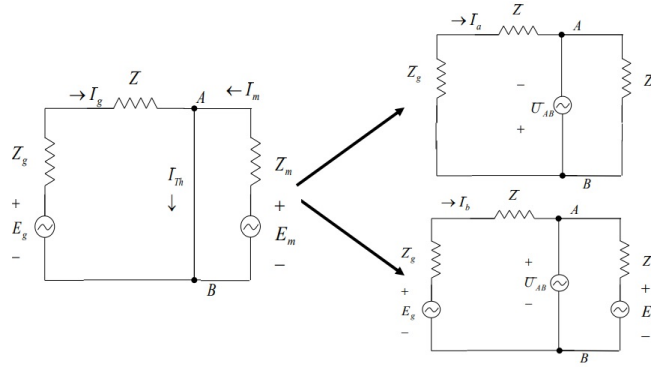 Z
→ I_g
A
← I_m
Z_g
I_Th
↓
Z_m
+
E_g
−
+
E_m
−
B
→ I_a
Z
A
Z_g
−
U_AB
+
Z
B
→ I_b
Z
A
Z_g
+
E_g
−
+
U_AB
−
Z
+
E
−
B